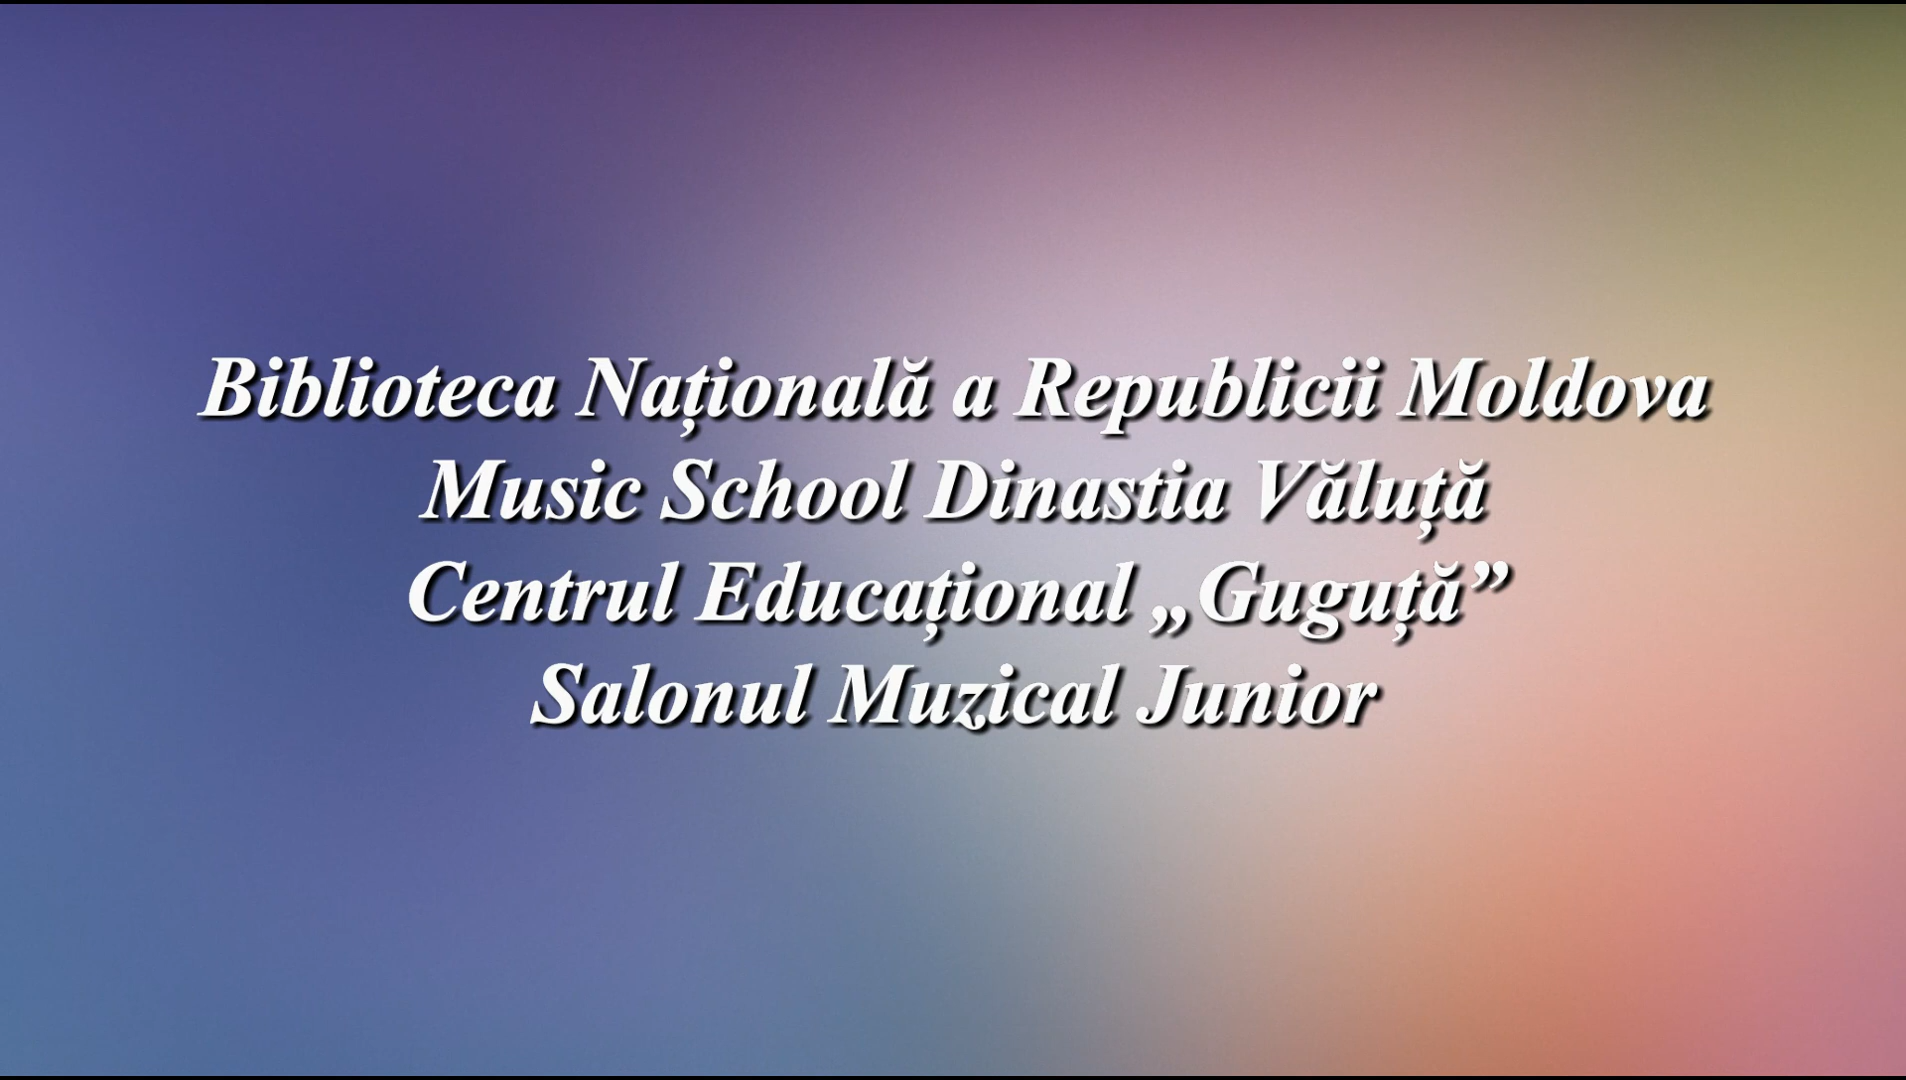 Biblioteca Națională a Republicii Moldova
Music School Dinastia Văluță
Centrul Educațional „Guguță”
Salonul Muzical Junior